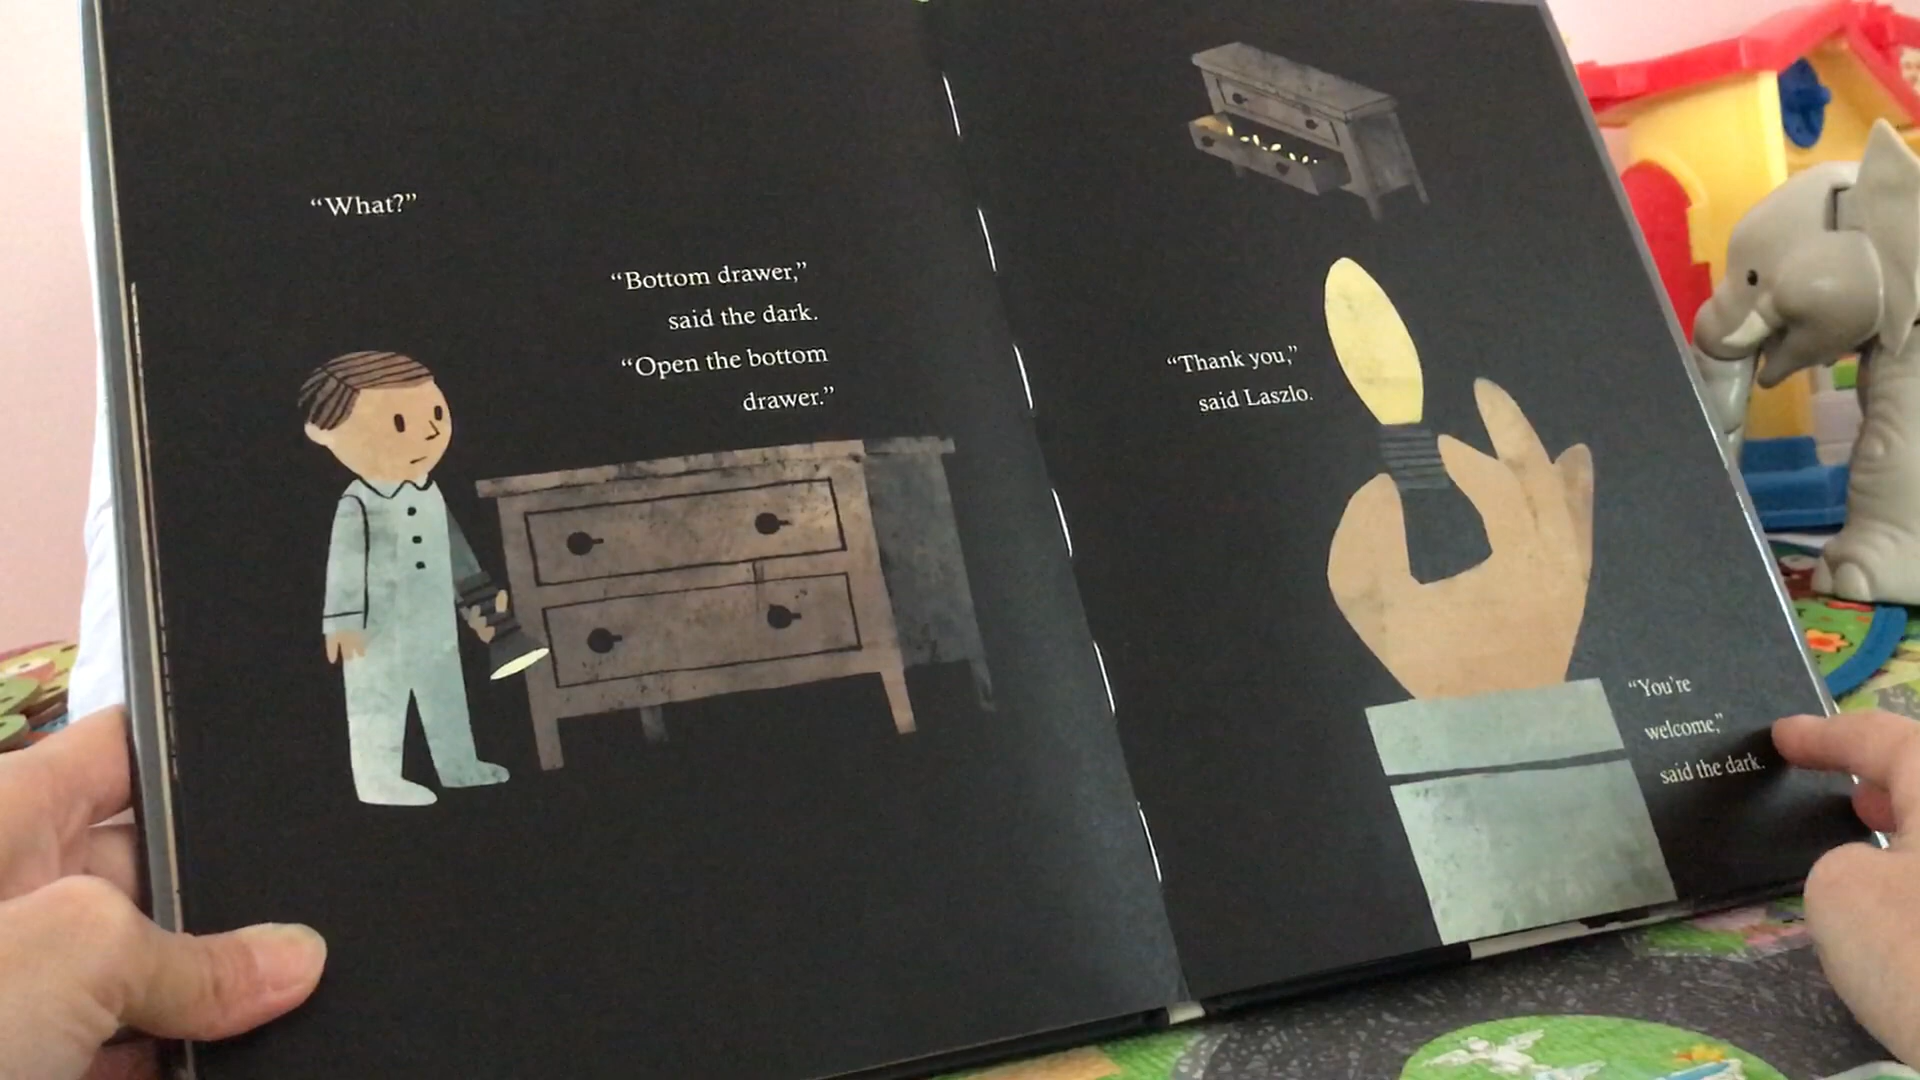 “What?”
“Bottom drawer,”
said the dark.
“Open the bottom
drawer.”
“Thank you,”
said Laszlo.
“You’re
welcome,”
said the dark.